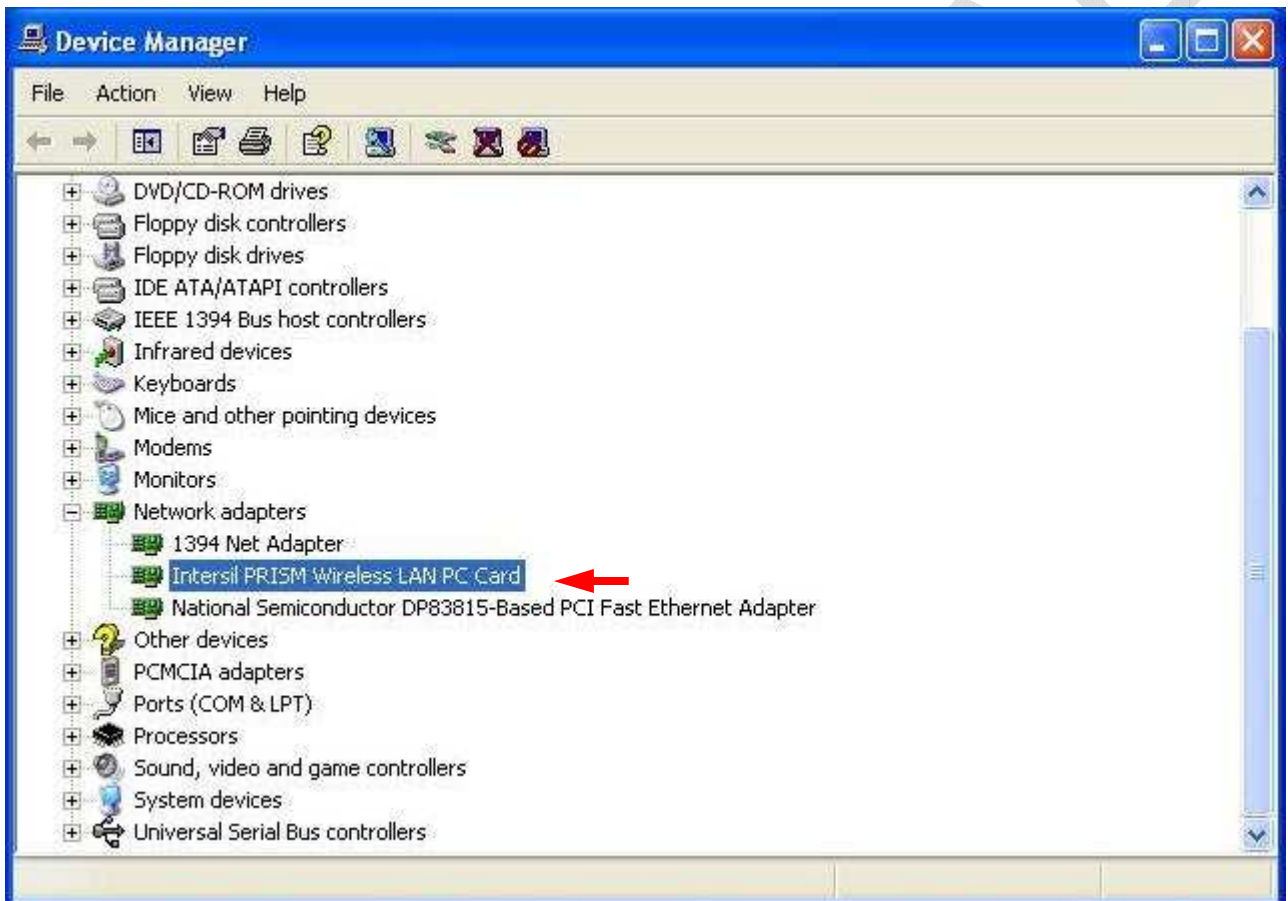 Device Manager
File Action View Help
DVD/CD-ROM drives
Floppy disk controllers
Floppy disk drives
IDE ATA/ATAPI controllers
IEEE 1394 Bus host controllers
Infrared devices
Keyboards
Mice and other pointing devices
Modems
Monitors
Network adapters
1394 Net Adapter
Intersil PRISM Wireless LAN PC Card
National Semiconductor DP83815-Based PCI Fast Ethernet Adapter
Other devices
PCMCIA adapters
Ports (COM & LPT)
Processors
Sound, video and game controllers
System devices
Universal Serial Bus controllers